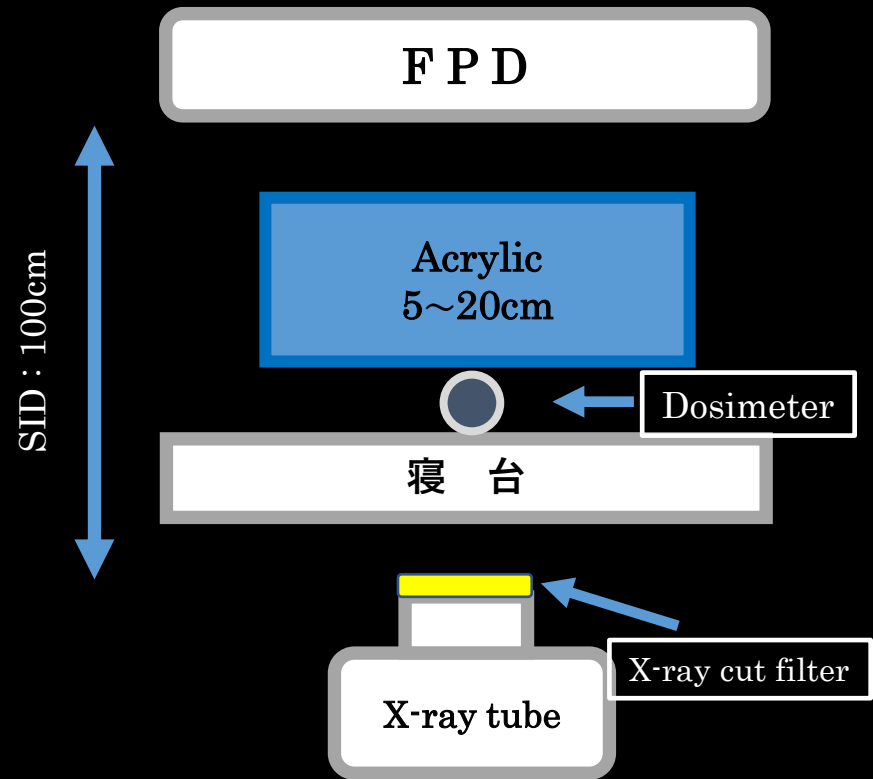 F P D
SID : 100cm
Acrylic
5~20cm
Dosimeter
寝 台
X-ray cut filter
X-ray tube